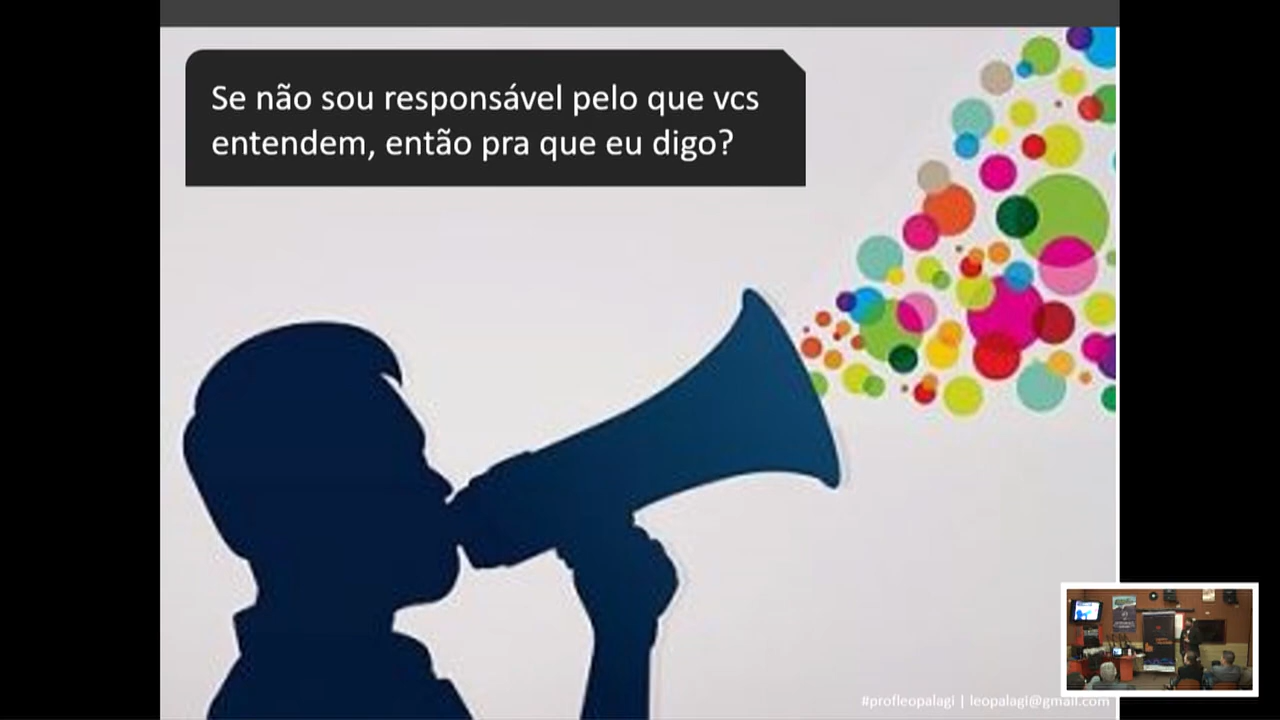 Se não sou responsável pelo que vcs
entendem, então pra que eu digo?
#profleopalagi | leopalagi@gmail.com